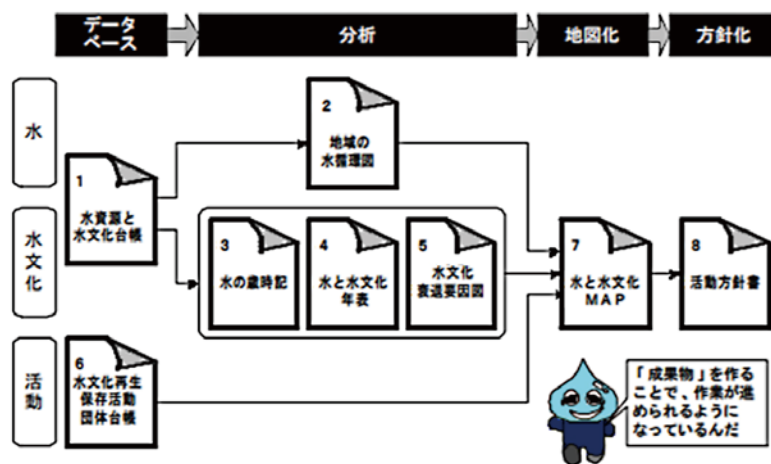 データ
ベース
分析
地図化
方針化
水
水文化
活動
1
水資源と
水文化台帳
2
地域の
水循環図
3
水の歳時記
4
水と水文化
年表
5
水文化
衰退要因図
6
水文化再生
保存活動
団体台帳
7
水と水文化
MAP
8
活動方針書
「成果物」を作る
ことで、作業が進
められるように
なっているんだ